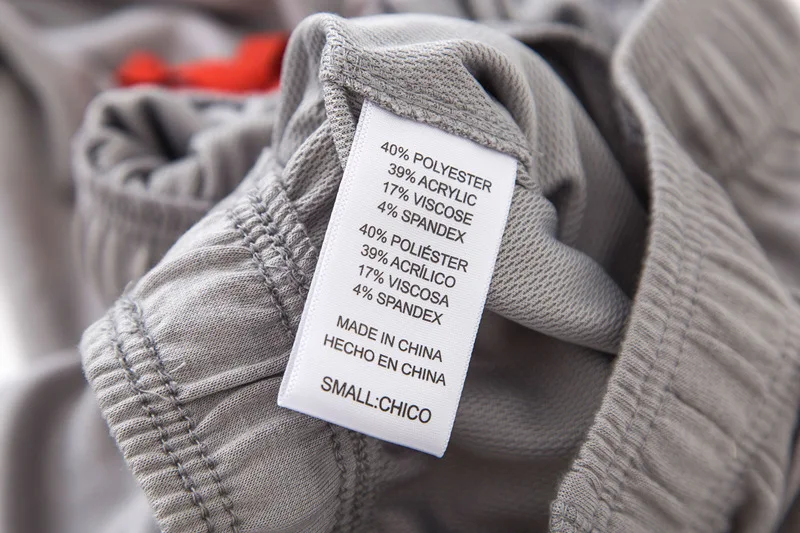 40% POLYESTER
39% ACRYLIC
17% VISCOSE
4% SPANDEX
40% POLIÉSTER
39% ACRÍLICO
17% VISCOSA
4% SPANDEX
MADE IN CHINA
HECHO EN CHINA
SMALL:CHICO